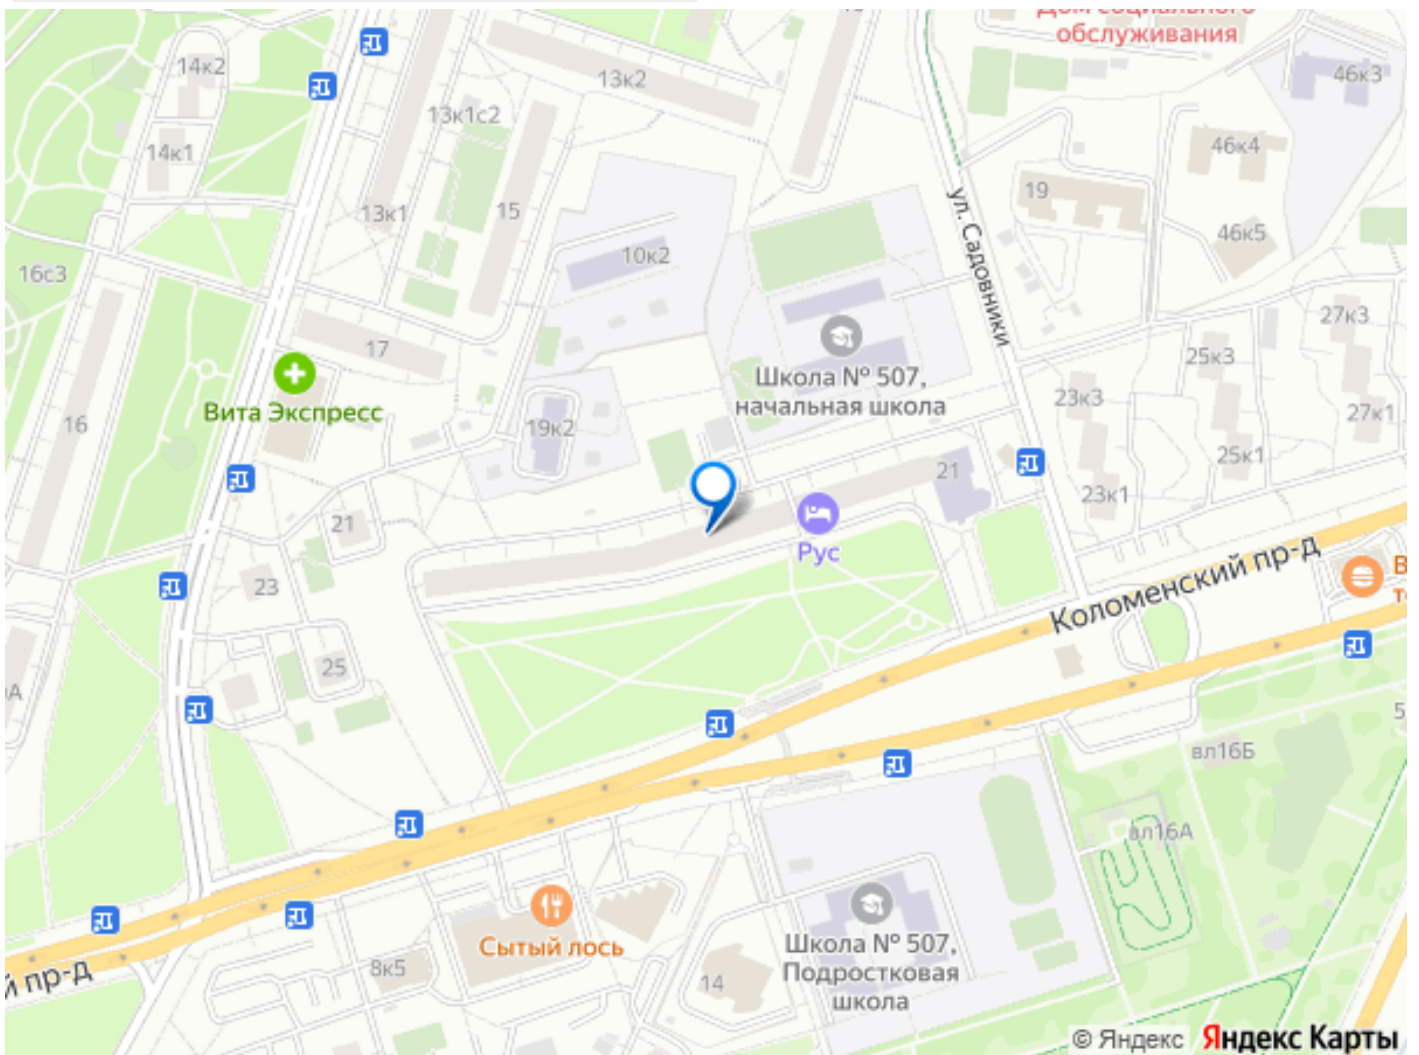 Дом социального
обслуживания
14к2
13к2
46к3
13к1с2
14к1
46к4
19
13к1
15
ул. Садовники
46к5
10к2
16с3
27к3
17
25к3
Школа № 507,
начальная школа
Вита Экспресс
23к3
27к1
16
19к2
25к1
21
23к1
21
Рус
Коломенский пр-д
23
25
вл16Б
вл16А
Сытый лось
Школа № 507,
Подростковая
школа
8к5
14
й пр-д
© Яндекс Яндекс Карты